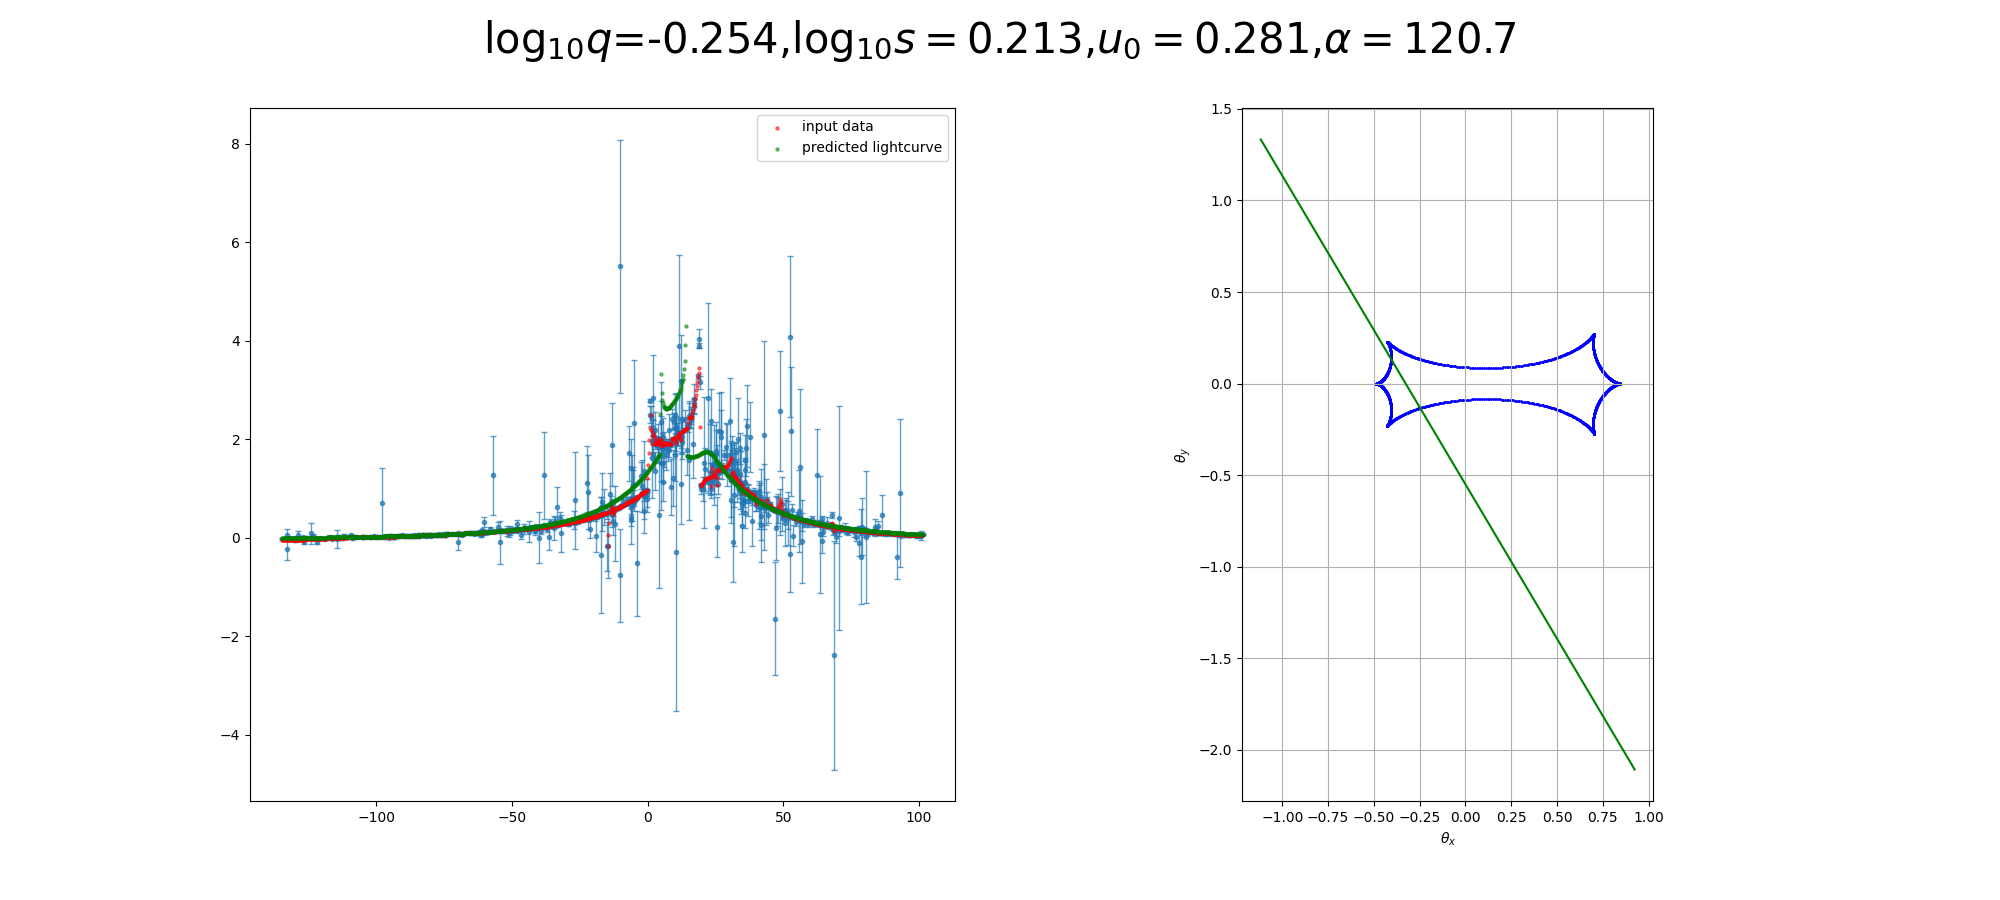 log₁₀q=-0.254,log₁₀s = 0.213,u₀ = 0.281,α = 120.7
input data
predicted lightcurve
8
6
4
2
0
−2
−4
−100 −50 0 50 100
1.5
1.0
0.5
0.0
−0.5
−1.0
−1.5
−2.0
θy
−1.00 −0.75 −0.50 −0.25 0.00 0.25 0.50 0.75 1.00
θx